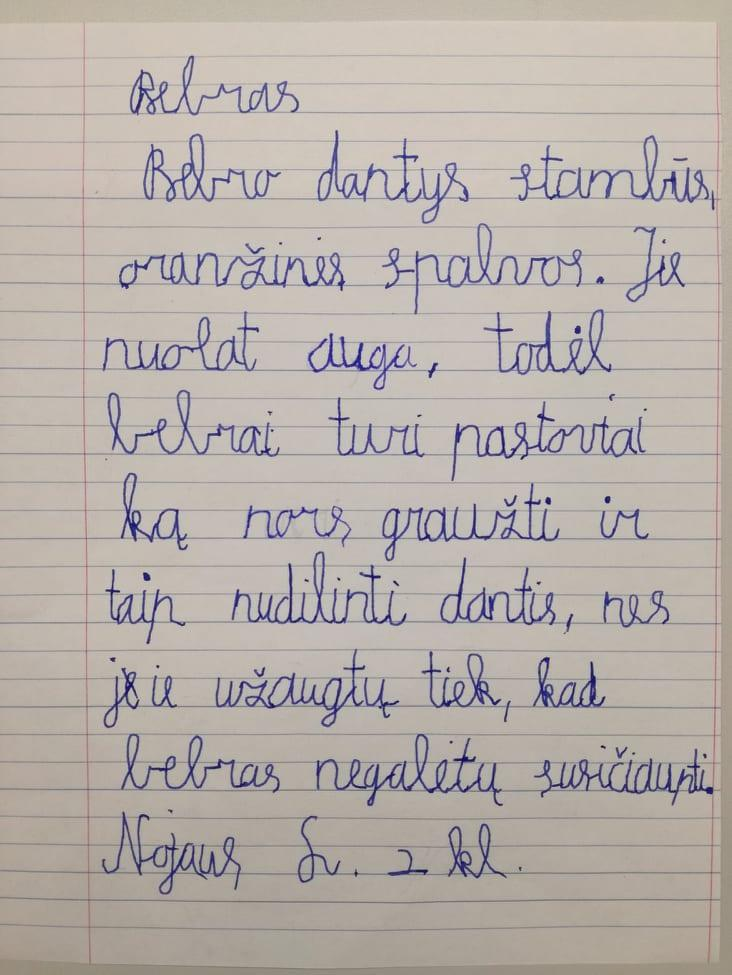 Bebras
Bebro dantys stambūs,
oranžinės spalvos. Jie
nuolat auga, todėl
bebrai turi pastoviai
ką nors graužti ir
taip nudilinti dantis, nes
jie užaugtų tiek, kad
bebras negalėtų susičiaupti.
Nojaus 2 kl.